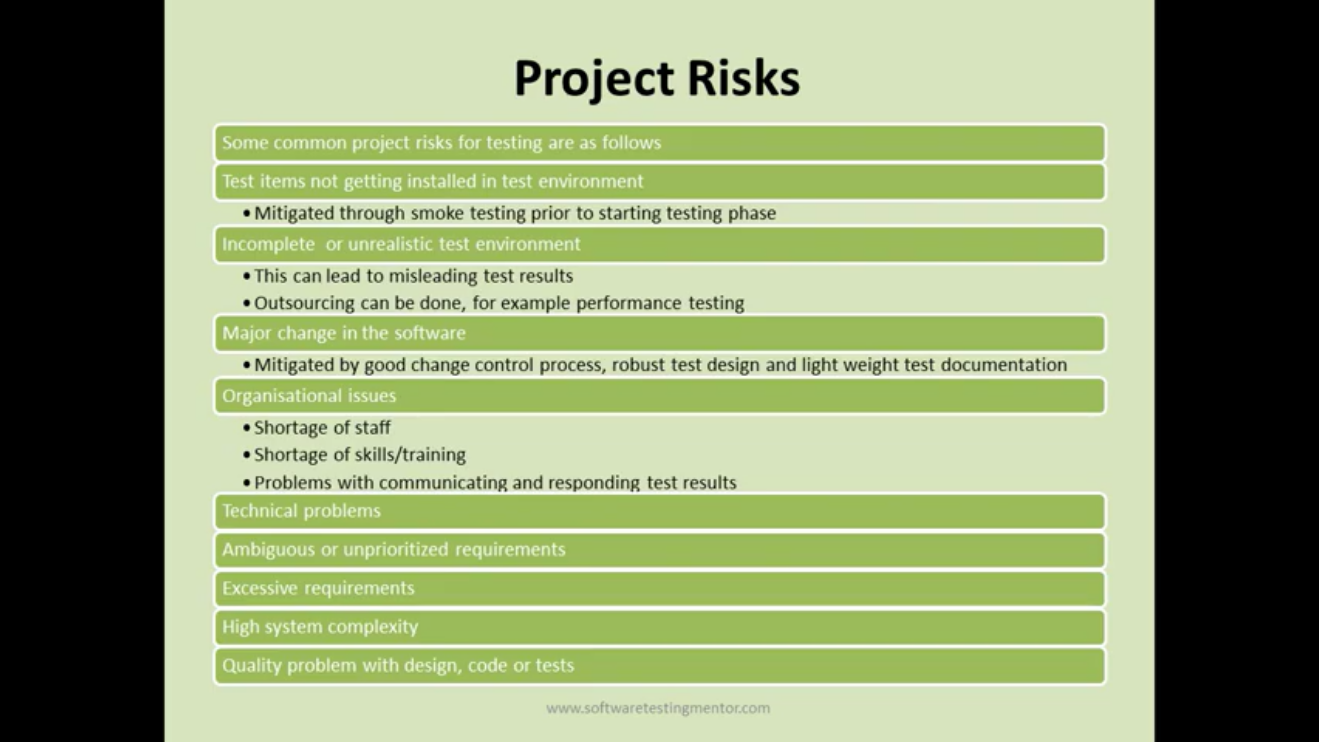 Project Risks
Some common project risks for testing are as follows
Test items not getting installed in test environment
•Mitigated through smoke testing prior to starting testing phase
Incomplete or unrealistic test environment
•This can lead to misleading test results
•Outsourcing can be done, for example performance testing
Major change in the software
•Mitigated by good change control process, robust test design and light weight test documentation
Organisational issues
•Shortage of staff
•Shortage of skills/training
•Problems with communicating and responding test results
Technical problems
Ambiguous or unprioritized requirements
Excessive requirements
High system complexity
Quality problem with design, code or tests
www.softwaretestingmentor.com